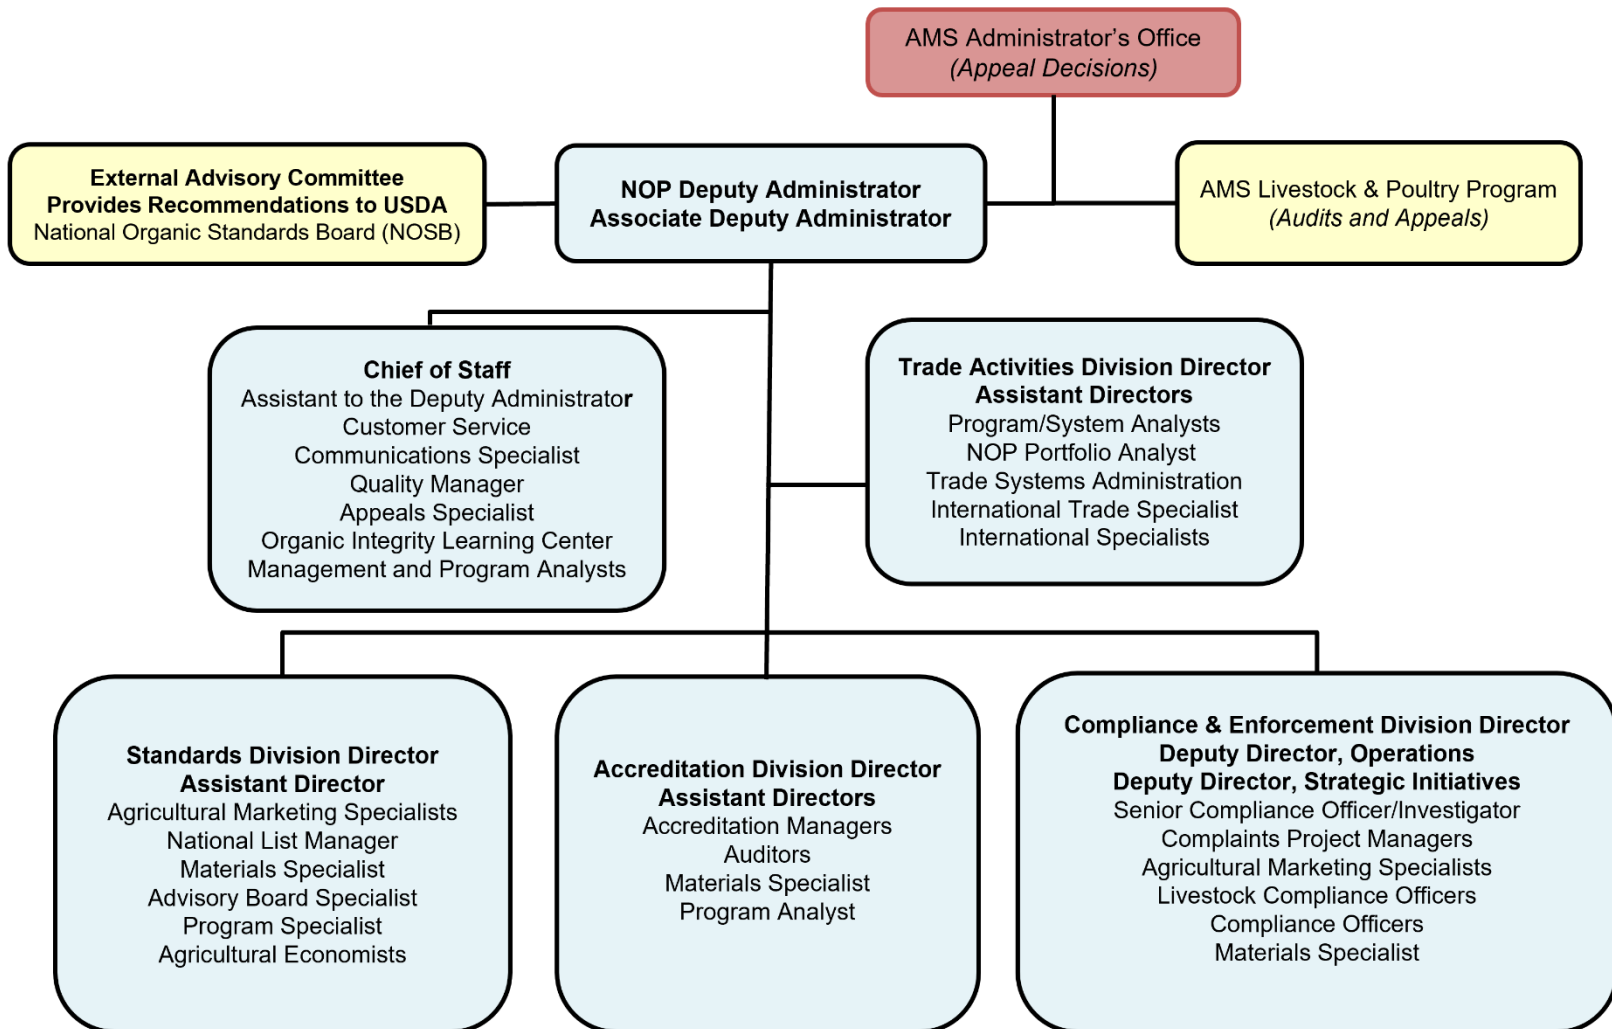 AMS Administrator's Office
(Appeal Decisions)
External Advisory Committee
Provides Recommendations to USDA
National Organic Standards Board (NOSB)
NOP Deputy Administrator
Associate Deputy Administrator
AMS Livestock & Poultry Program
(Audits and Appeals)
Chief of Staff
Assistant to the Deputy Administrator
Customer Service
Communications Specialist
Quality Manager
Appeals Specialist
Organic Integrity Learning Center
Management and Program Analysts
Trade Activities Division Director
Assistant Directors
Program/System Analysts
NOP Portfolio Analyst
Trade Systems Administration
International Trade Specialist
International Specialists
Standards Division Director
Assistant Director
Agricultural Marketing Specialists
National List Manager
Materials Specialist
Advisory Board Specialist
Program Specialist
Agricultural Economists
Accreditation Division Director
Assistant Directors
Accreditation Managers
Auditors
Materials Specialist
Program Analyst
Compliance & Enforcement Division Director
Deputy Director, Operations
Deputy Director, Strategic Initiatives
Senior Compliance Officer/Investigator
Complaints Project Managers
Agricultural Marketing Specialists
Livestock Compliance Officers
Compliance Officers
Materials Specialist